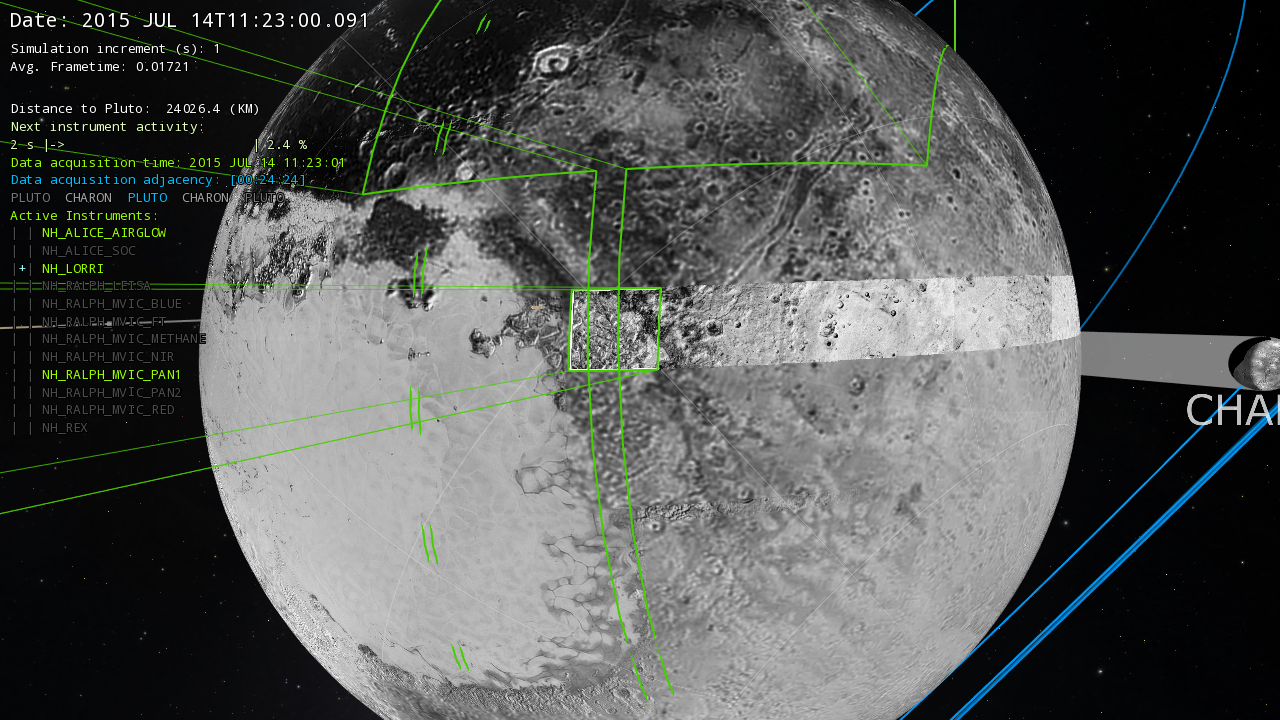 Date: 2015 JUL 14T11:23:00.091
Simulation increment (s): 1
Avg. Frametime: 0.01721
Distance to Pluto:  24026.4 (KM)
Next instrument activity:
2 s |->                        | 2.4 %
Data acquisition time: 2015 JUL 14 11:23:01
Data acquisition adjacency: [00:24:24]
PLUTO  CHARON  PLUTO  CHARON  PLUTO
Active Instruments:
| | NH_ALICE_AIRGLOW
| | NH_ALICE_SOC
|+| NH_LORRI
| | NH_RALPH_LEISA
| | NH_RALPH_MVIC_BLUE
| | NH_RALPH_MVIC_FT
| | NH_RALPH_MVIC_METHANE
| | NH_RALPH_MVIC_NIR
| | NH_RALPH_MVIC_PAN1
| | NH_RALPH_MVIC_PAN2
| | NH_RALPH_MVIC_RED
| | NH_REX
CHA